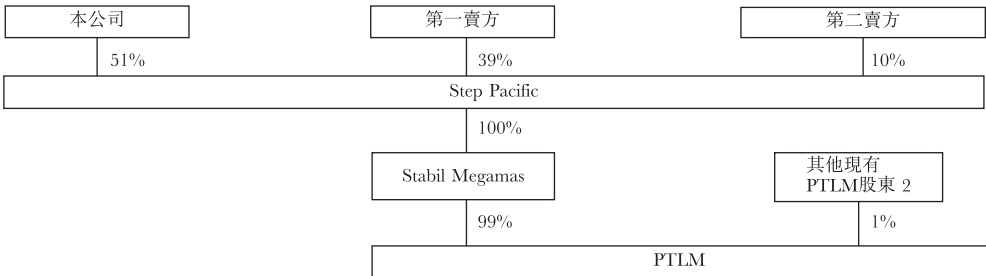 本公司
第一賣方
第二賣方
51%
39%
10%
Step Pacific
100%
Stabil Megamas
其他現有
PTLM股東 2
99%
1%
PTLM